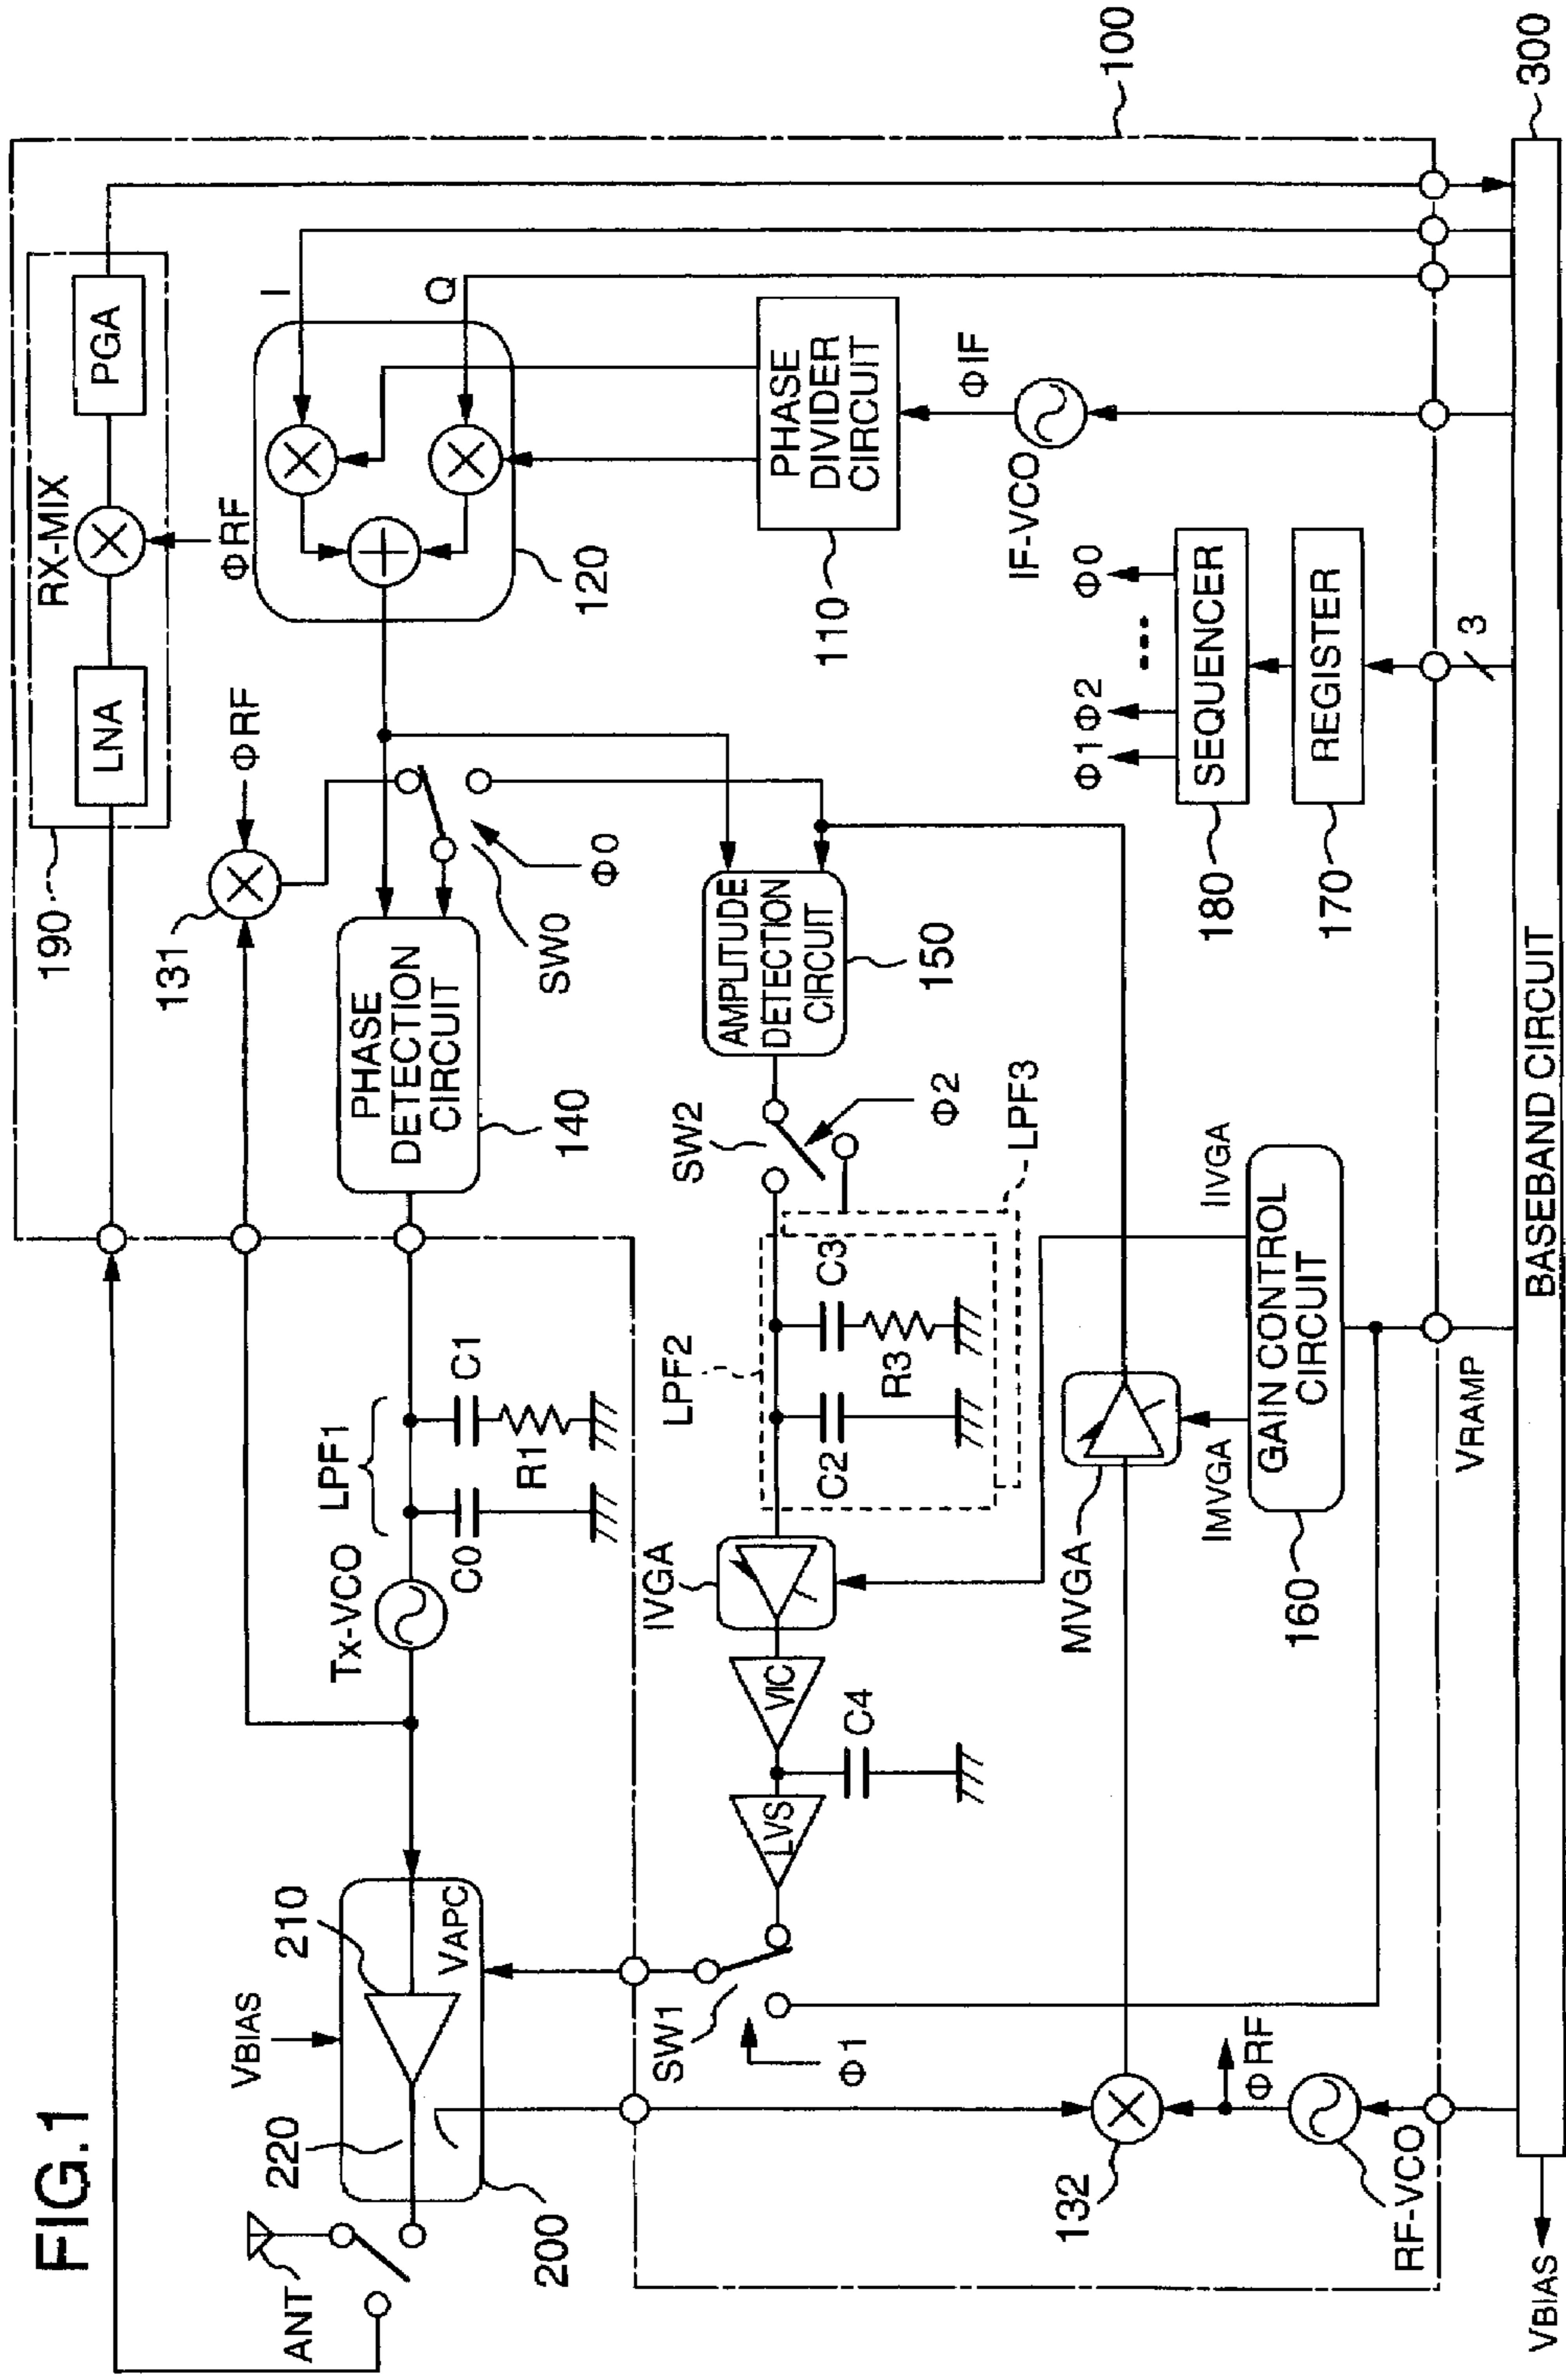 FIG.1
ANT
220
VBIAS
210
VAPC
200
Tx-VCO
LPF1
C0
C1
R1
131
ΦRF
190
LNA
RX-MIX
PGA
ΦRF
I
Q
120
PHASE
DETECTION
CIRCUIT
140
SW0
Φ0
AMPLITUDE
DETECTION
CIRCUIT
150
PHASE
DIVIDER
CIRCUIT
110
ΦIF
IF-VCO
100
SW1
Φ1
LVS
VIC
C4
IVGA
LPF2
C2
C3
R3
SW2
Φ2
LPF3
Φ1
Φ2
Φ0
SEQUENCER
180
REGISTER
170
3
132
ΦRF
RF-VCO
MVGA
IMVGA
IIVGA
GAIN CONTROL
CIRCUIT
160
VRAMP
BASEBAND CIRCUIT
300
VBIAS